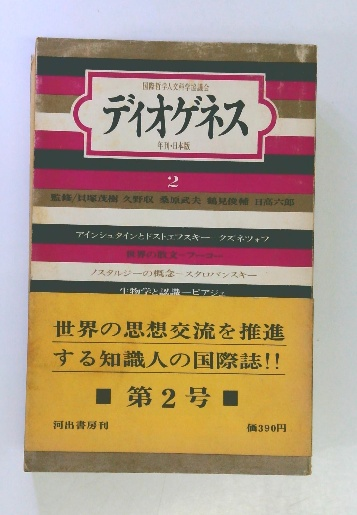 国際哲学人文科学協議会
ディオゲネス
年刊・日本版
2
監修/貝塚茂樹 久野収 桑原武夫 鶴見俊輔 日高六郎
アインシュタインとドストエフスキー―クズネツォフ
世界の散文―フーコー
ノスタルジーの概念―スタロバンスキー
生物学と認識―ピアジェ
世界の思想交流を推進
する知識人の国際誌!!
■ 第2号 ■
河出書房刊
価390円